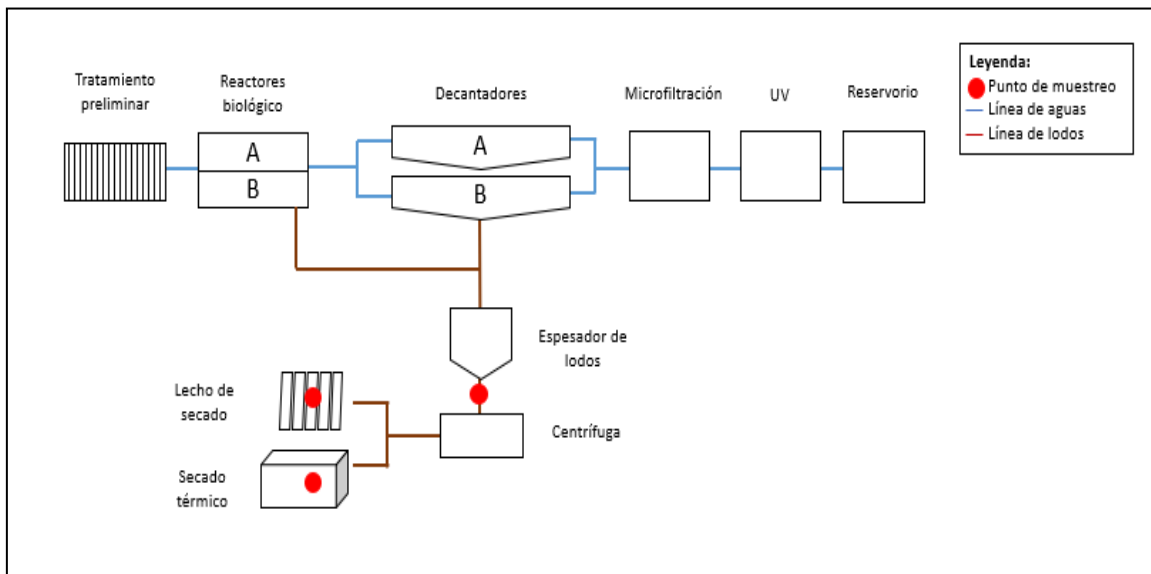 Tratamiento
preliminar
Reactores
biológico
Decantadores
Microfiltración
UV
Reservorio
Leyenda:
Punto de muestreo
Línea de aguas
Línea de lodos
A
B
A
B
Espesador de
lodos
Lecho de
secado
Centrífuga
Secado
térmico